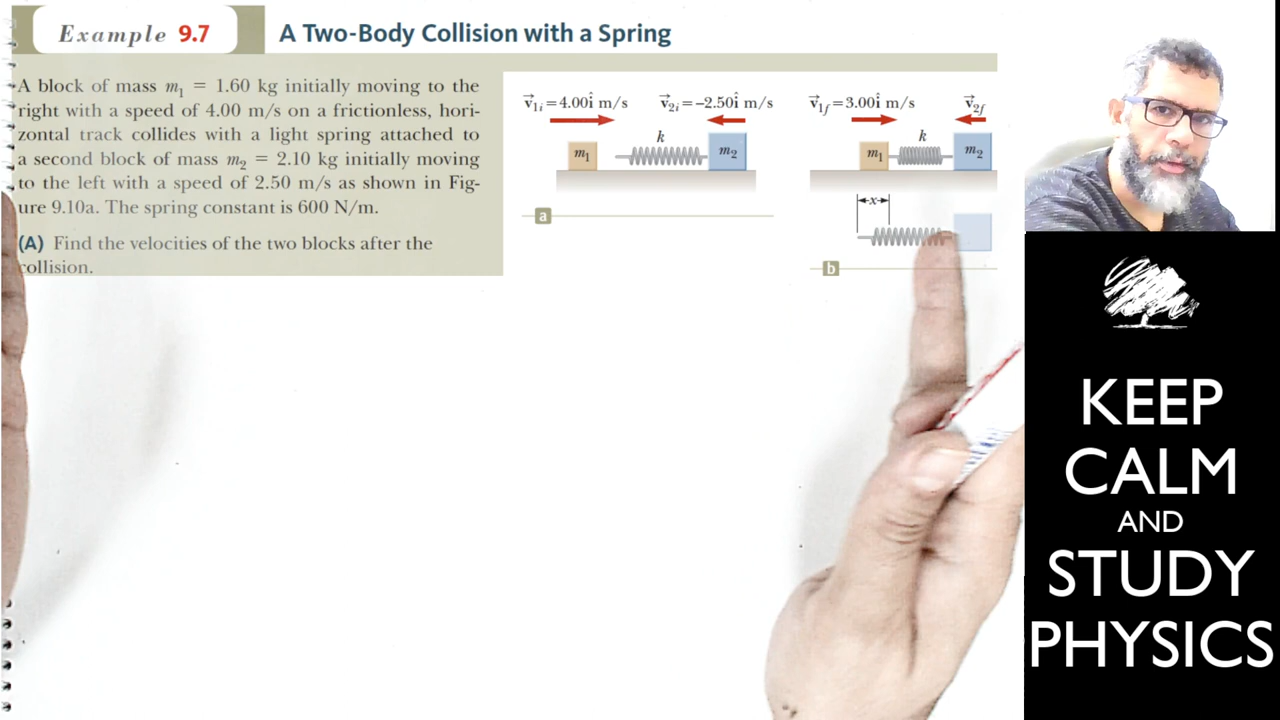 Example 9.7 A Two-Body Collision with a Spring
A block of mass m₁ = 1.60 kg initially moving to the
right with a speed of 4.00 m/s on a frictionless, hori-
zontal track collides with a light spring attached to
a second block of mass m₂ = 2.10 kg initially moving
to the left with a speed of 2.50 m/s as shown in Fig-
ure 9.10a. The spring constant is 600 N/m.
(A) Find the velocities of the two blocks after the
collision.
v⃗₁ᵢ=4.00î m/s v⃗₂ᵢ=−2.50î m/s
k
m₁ m₂
a
v⃗₁f=3.00î m/s v⃗₂f
k
m₁ m₂
x
b
KEEP
CALM
AND
STUDY
PHYSICS